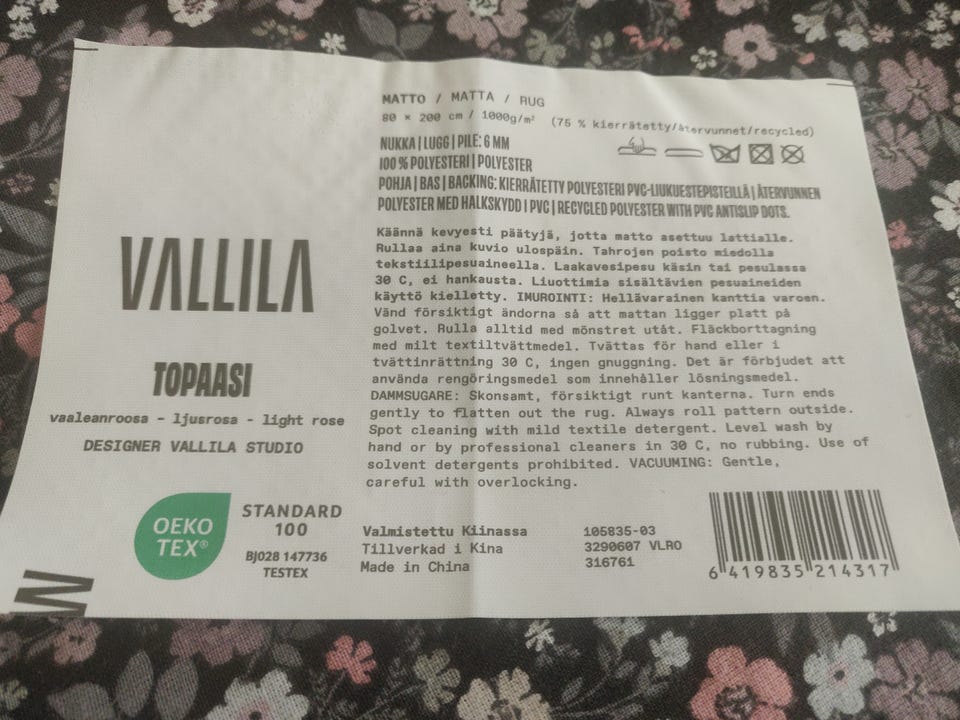 MATTO / MATTA / RUG
80 × 200 cm / 1000g/m² (75 % kierrätetty/återvunnet/recycled)
NUKKA | LUGG | PILE: 6 MM
100 % POLYESTERI | POLYESTER
POHJA | BAS | BACKING: KIERRÄTETTY POLYESTERI PVC-LIUKUESTEPISTEILLÄ | ÅTERVUNNEN
POLYESTER MED HALKSKYDD I PVC | RECYCLED POLYESTER WITH PVC ANTISLIP DOTS.
Käännä kevyesti päätyjä, jotta matto asettuu lattialle.
Rullaa aina kuvio ulospäin. Tahrojen poisto miedolla
tekstiilipesuaineella. Laakavesipesu käsin tai pesulassa
30 C, ei hankausta. Liuottimia sisältävien pesuaineiden
käyttö kielletty. IMUROINTI: Hellävarainen kanttia varoen.
Vänd försiktigt ändorna så att mattan ligger platt på
golvet. Rulla alltid med mönstret utåt. Fläckborttagning
med milt textiltvättmedel. Tvättas för hand eller i
tvättinrättning 30 C, ingen gnuggning. Det är förbjudet att
använda rengöringsmedel som innehåller lösningsmedel.
DAMMSUGARE: Skonsamt, försiktigt runt kanterna. Turn ends
gently to flatten out the rug. Always roll pattern outside.
Spot cleaning with mild textile detergent. Level wash by
hand or by professional cleaners in 30 C, no rubbing. Use of
solvent detergents prohibited. VACUUMING: Gentle,
careful with overlocking.
VALLILA
TOPAASI
vaaleanroosa - ljusrosa - light rose
DESIGNER VALLILA STUDIO
OEKO
TEX®
STANDARD
100
BJ028 147736
TESTEX
Valmistettu Kiinassa
Tillverkad i Kina
Made in China
105835-03
3290607 VLRO
316761
6 419835 214317